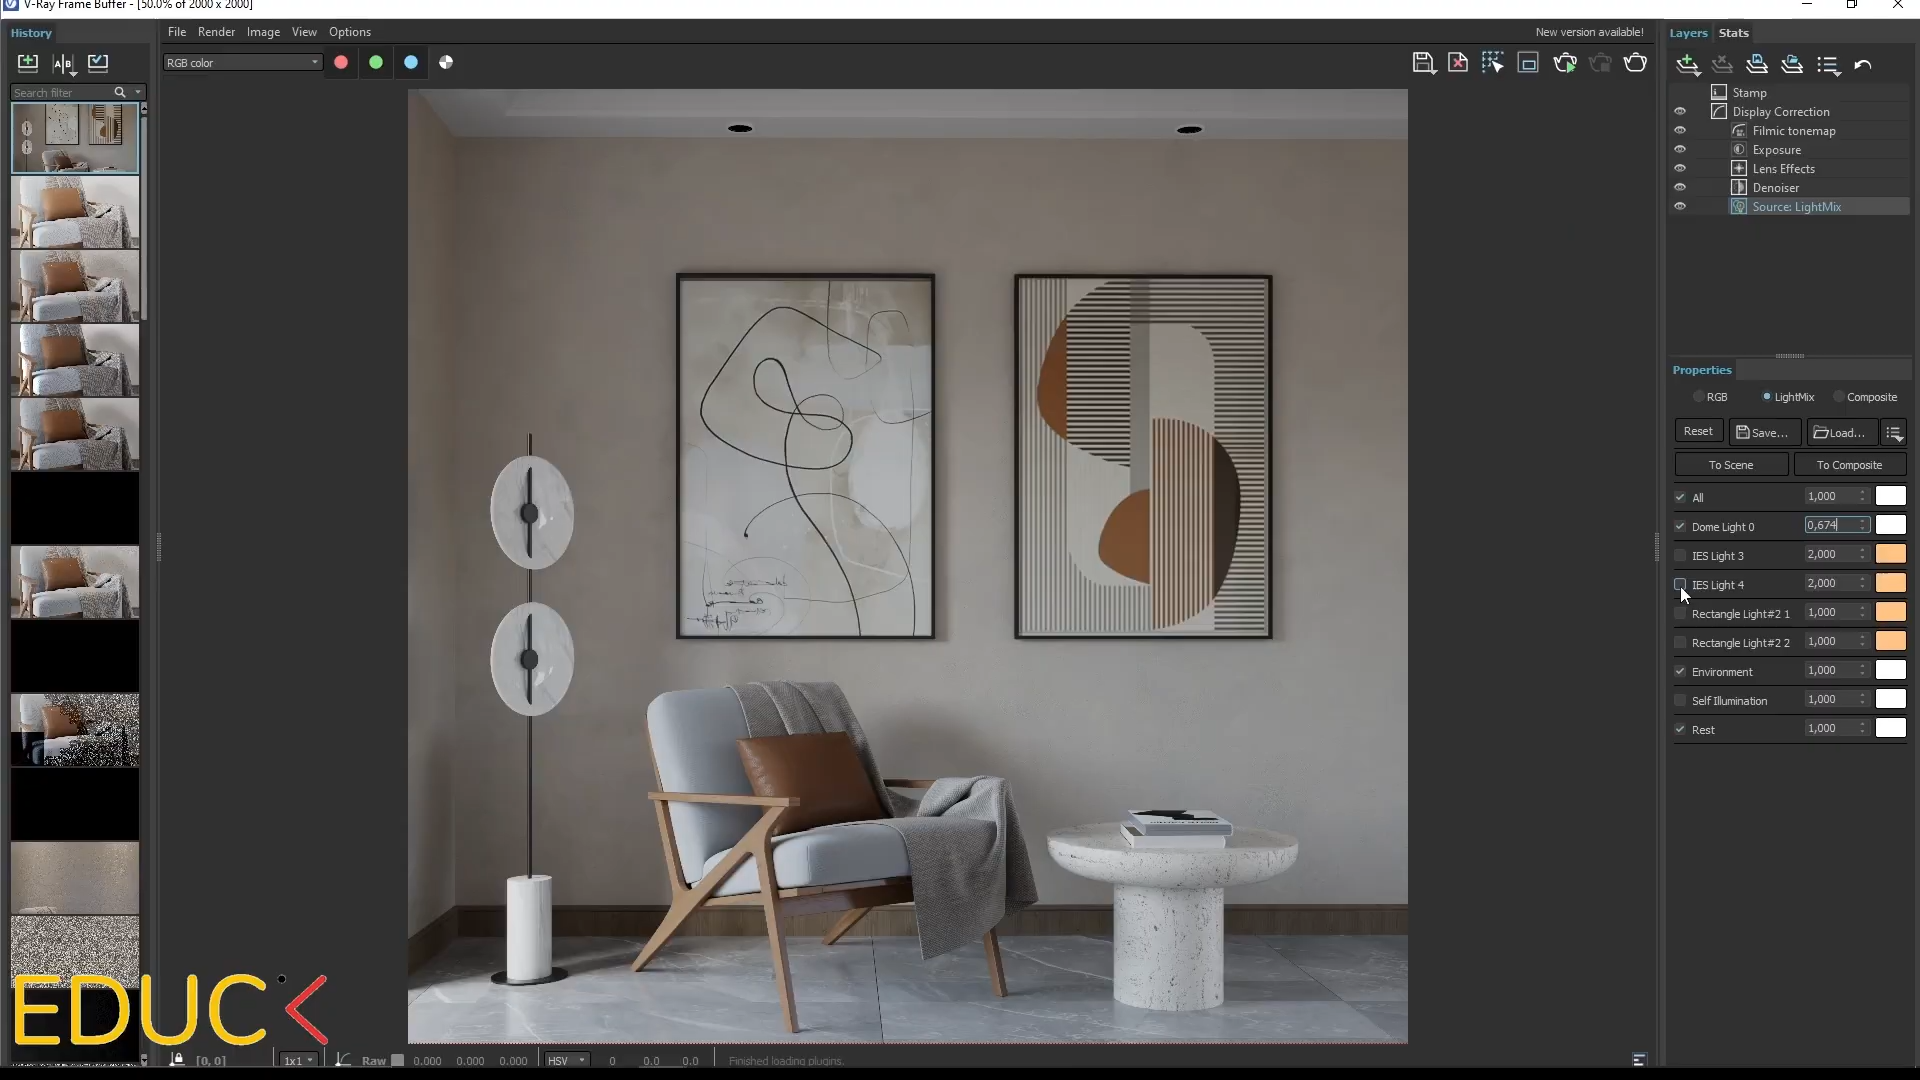 V-Ray Frame Buffer - [50.0% of 2000 x 2000]
History
File Render Image View Options
New version available!
Layers Stats
A B
RGB color
Search filter
Stamp
Display Correction
Filmic tonemap
Exposure
Lens Effects
Denoiser
Source: LightMix
Properties
RGB LightMix Composite
Reset Save... Load...
To Scene To Composite
All 1,000
Dome Light 0 0,674
IES Light 3 2,000
IES Light 4 2,000
Rectangle Light#2 1 1,000
Rectangle Light#2 2 1,000
Environment 1,000
Self Illumination 1,000
Rest 1,000
EDUC
[0, 0] 1x1 Raw 0.000 0.000 0.000 HSV 0 0.0 0.0 Finished loading plugins.